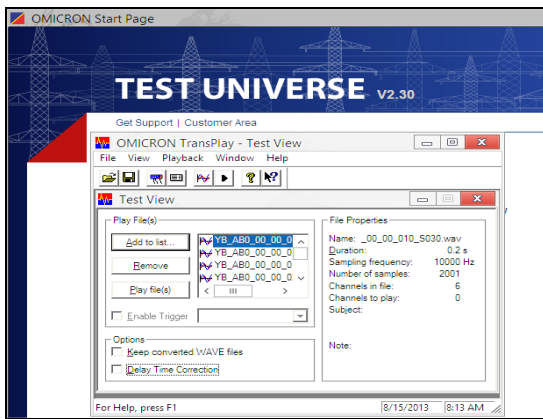 OMICRON Start Page
TEST UNIVERSE V2.30
Get Support | Customer Area
OMICRON TransPlay - Test View
File View Playback Window Help
Test View
Play File(s)
Add to list...
Remove
Play file(s)
YB_AB0_00_00_0
YB_AB0_00_00_0
YB_AB0_00_00_0
YB_AB0_00_00_0
Enable Trigger
Options
Keep converted WAVE files
Delay Time Correction
File Properties
Name: _00_00_010_S030.wav
Duration: 0.2 s
Sampling frequency: 10000 Hz
Number of samples: 2001
Channels in file: 6
Channels to play: 0
Subject:
Note:
For Help, press F1
8/15/2013 8:13 AM